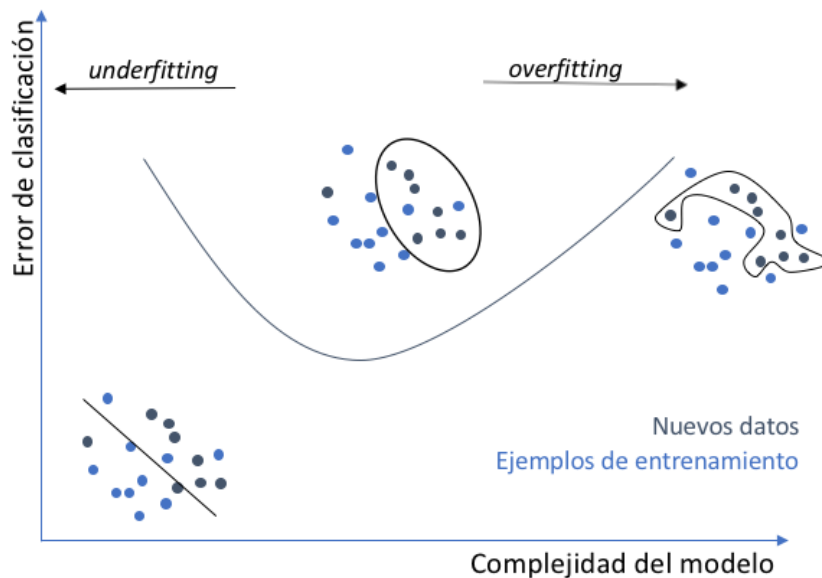 Error de clasificación
underfitting
overfitting
Nuevos datos
Ejemplos de entrenamiento
Complejidad del modelo